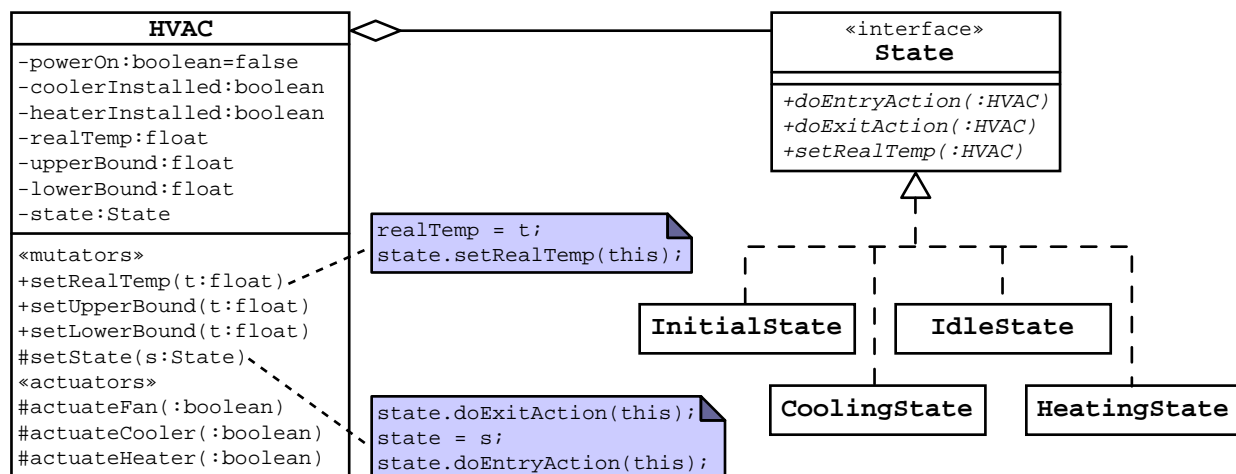 HVAC
-powerOn:boolean=false
-coolerInstalled:boolean
-heaterInstalled:boolean
-realTemp:float
-upperBound:float
-lowerBound:float
-state:State
«mutators»
+setRealTemp(t:float)
+setUpperBound(t:float)
+setLowerBound(t:float)
#setState(s:State)
«actuators»
#actuateFan(:boolean)
#actuateCooler(:boolean)
#actuateHeater(:boolean)
realTemp = t;
state.setRealTemp(this);
state.doExitAction(this);
state = s;
state.doEntryAction(this);
«interface»
State
+doEntryAction(:HVAC)
+doExitAction(:HVAC)
+setRealTemp(:HVAC)
InitialState
IdleState
CoolingState
HeatingState